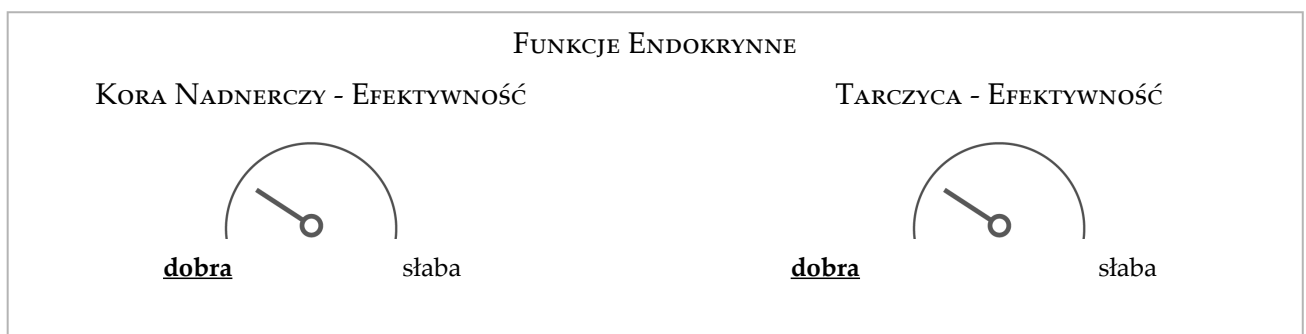 Funkcje Endokrynne
Kora Nadnerczy - Efektywność
Tarczyca - Efektywność
dobra
słaba
dobra
słaba